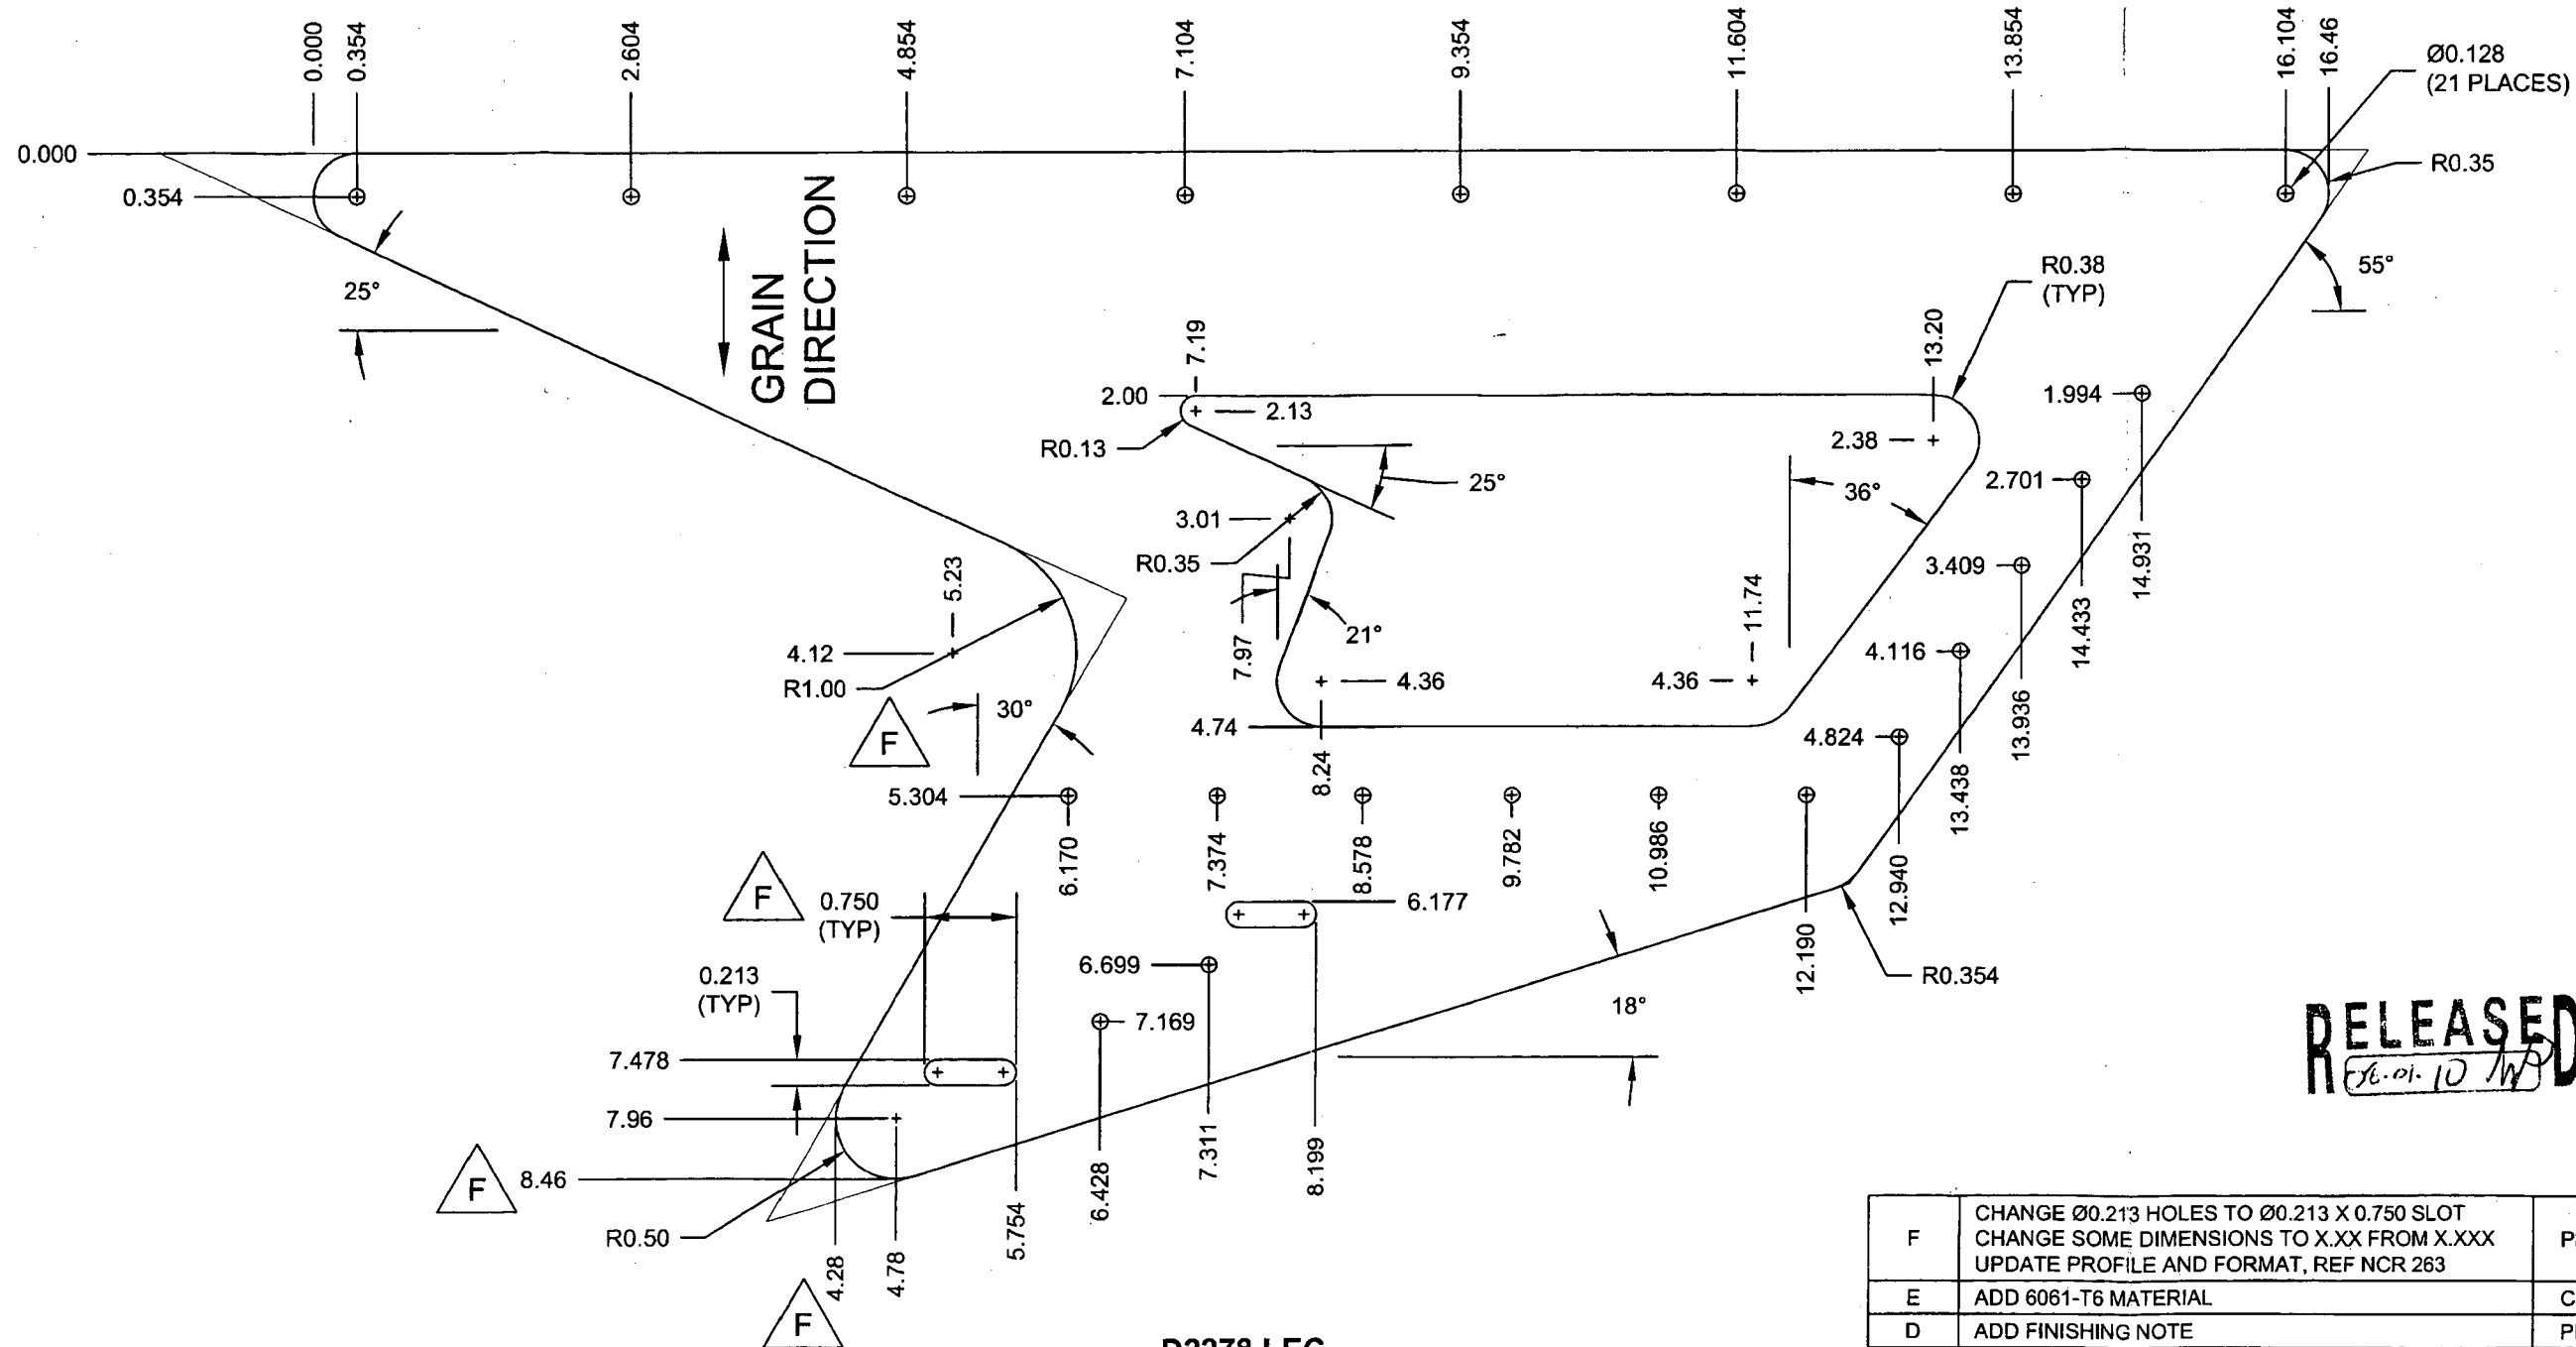 0.000
0.354
2.604
4.854
7.104
9.354
11.604
13.854
16.104
16.46
Ø0.128
(21 PLACES)
0.000
0.354
R0.35
25°
GRAIN
DIRECTION
55°
R0.38
(TYP)
7.19
13.20
2.00
2.13
R0.13
2.38
1.994
25°
36°
2.701
3.01
R0.35
5.23
7.97
21°
11.74
3.409
14.931
14.433
4.12
R1.00
4.36
4.36
4.116
13.936
F
30°
4.74
8.24
4.824
13.438
5.304
6.170
7.374
8.578
9.782
10.986
12.190
12.940
F
0.750
(TYP)
6.177
6.699
R0.354
0.213
(TYP)
7.169
18°
7.478
7.96
RELEASED
F
8.46
R0.50
4.28
4.78
5.754
6.428
7.311
8.199
F
F
CHANGE Ø0.213 HOLES TO Ø0.213 X 0.750 SLOT
CHANGE SOME DIMENSIONS TO X.XX FROM X.XXX
UPDATE PROFILE AND FORMAT, REF NCR 263
E
ADD 6061-T6 MATERIAL
D
ADD FINISHING NOTE